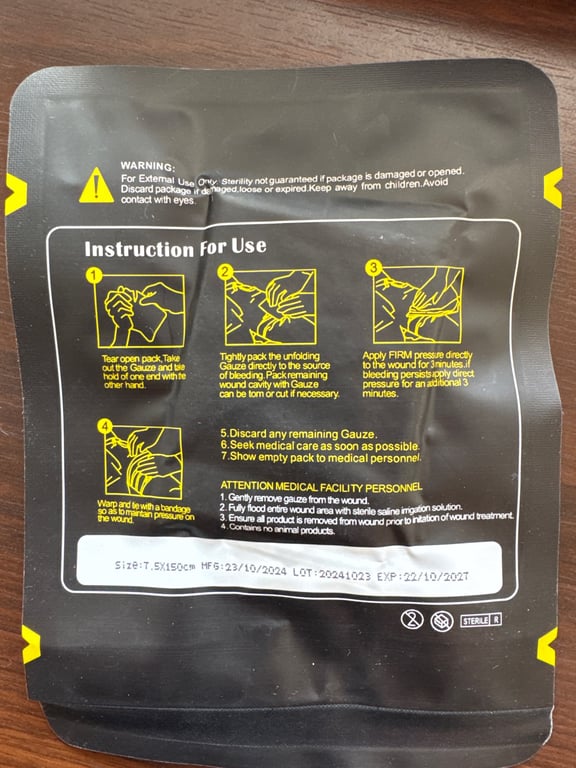 WARNING:
For External Use Only. Sterility not guaranteed if package is damaged or opened.
Discard package if damaged,loose or expired.Keep away from children.Avoid
contact with eyes.
Instruction For Use
1
2
3
Tear open pack,Take
out the Gauze and take
hold of one end with the
other hand.
Tightly pack the unfolding
Gauze directly to the source
of bleeding.Pack remaining
wound cavity with Gauze
can be torn or cut if necessary.
Apply FIRM pressure directly
to the wound for 3 minutes.if
bleeding persists apply direct
pressure for an additional 3
minutes.
4
Warp and tie with a bandage
so as to maintain pressure on
the wound.
5.Discard any remaining Gauze.
6.Seek medical care as soon as possible.
7.Show empty pack to medical personnel.
ATTENTION MEDICAL FACILITY PERSONNEL
1. Gently remove gauze from the wound.
2. Fully flood entire wound area with sterile saline irrigation solution.
3. Ensure all product is removed from wound prior to initation of wound treatment.
4. Contains no animal products.
Size:7.5X150cm MFG:23/10/2024 LOT:20241023 EXP:22/10/2027
2 STERILE R